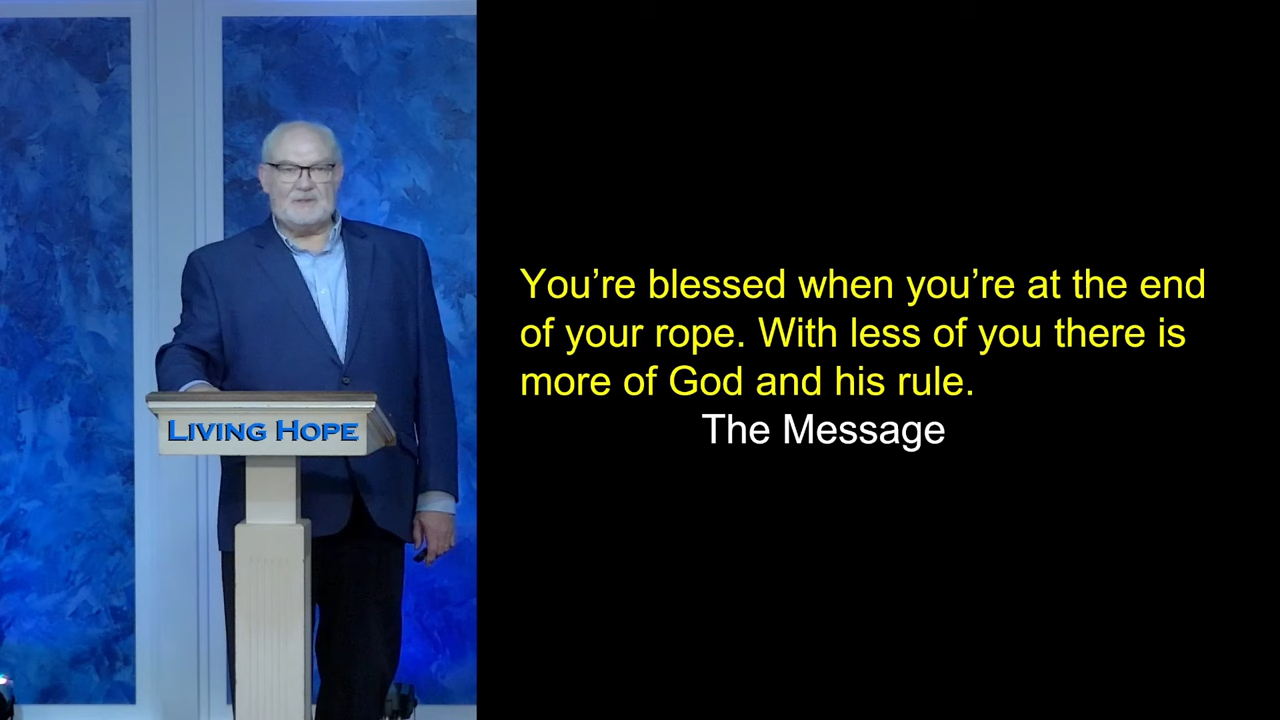 Living Hope
You’re blessed when you’re at the end
of your rope. With less of you there is
more of God and his rule.
The Message